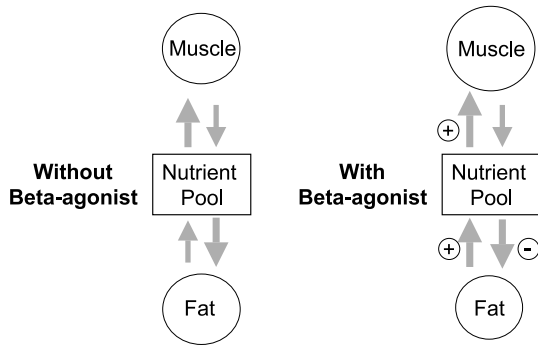 Muscle
Without
Beta-agonist
Nutrient
Pool
Fat
Muscle
+
With
Beta-agonist
Nutrient
Pool
+
-
Fat